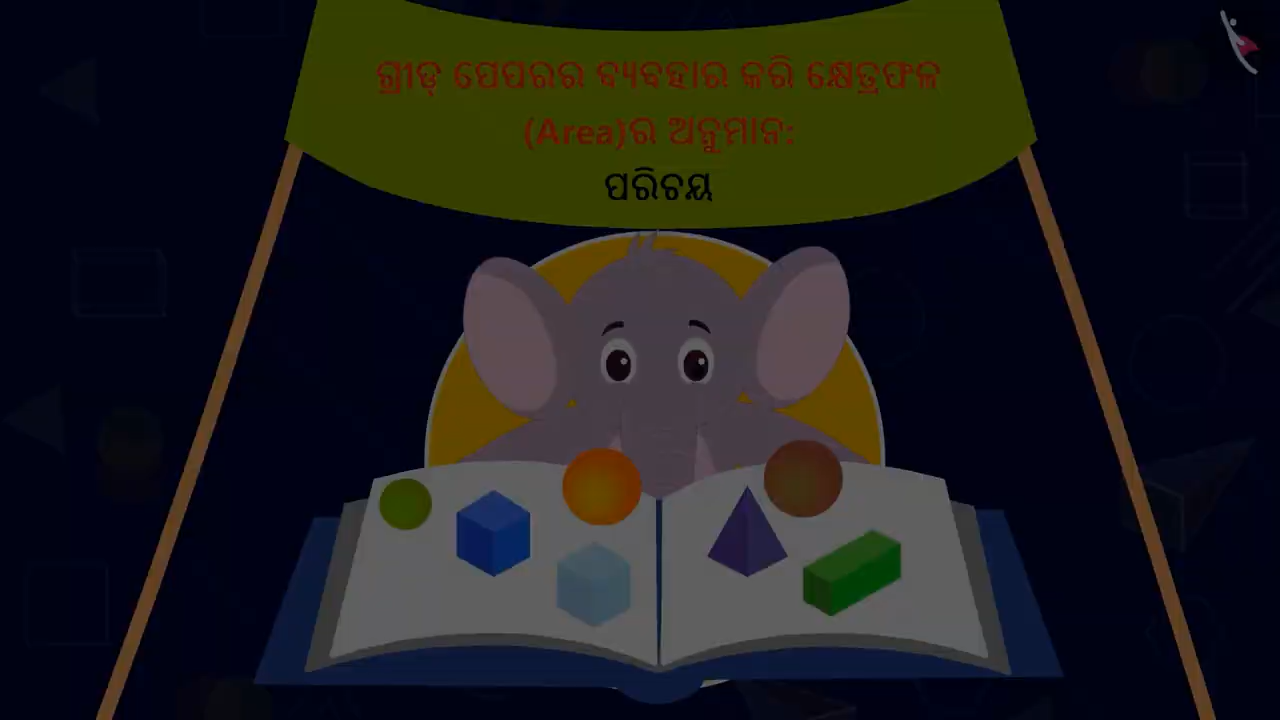 ଗ୍ରୀଡ୍ ପେପରର ବ୍ୟବହାର କରି କ୍ଷେତ୍ରଫଳ
(Area)ର ଅନୁମାନ:
ପରିଚୟ